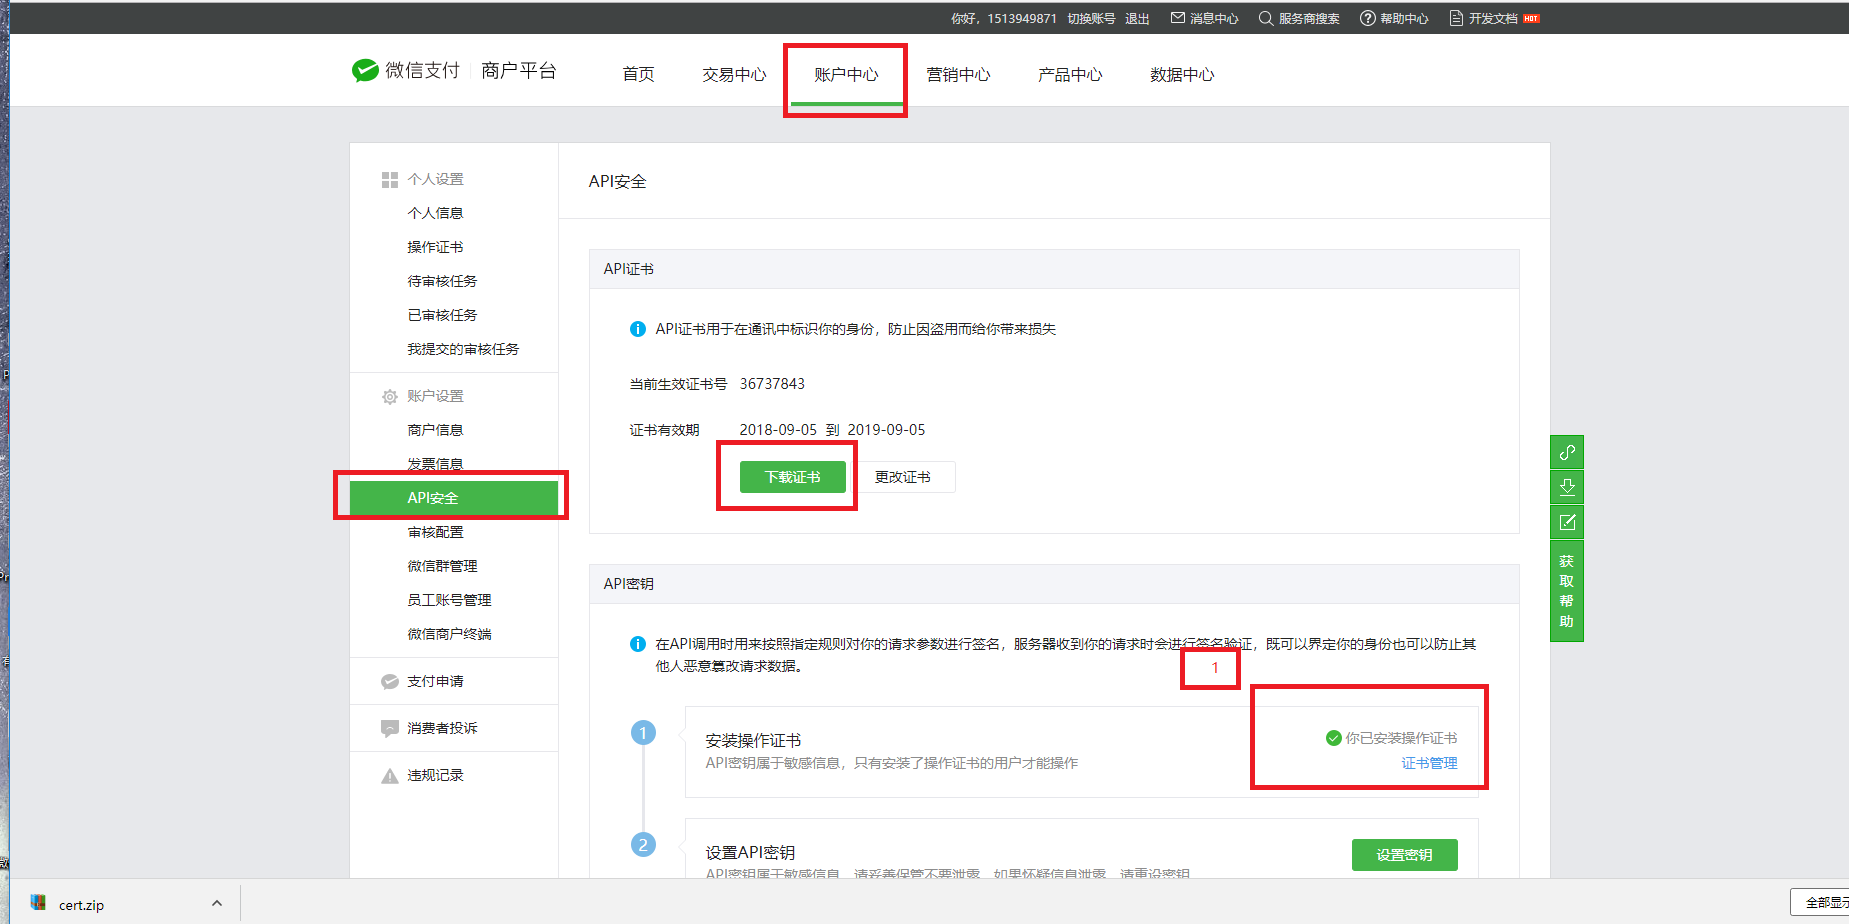 你好，1513949871 切换账号 退出 消息中心 服务商搜索 帮助中心 开发文档 HOT
微信支付 商户平台 首页 交易中心 账户中心 营销中心 产品中心 数据中心
个人设置
个人信息
操作证书
待审核任务
已审核任务
我提交的审核任务
账户设置
商户信息
发票信息
API安全
审核配置
微信群管理
员工账号管理
微信商户终端
支付申请
消费者投诉
违规记录
API安全
API证书
API证书用于在通讯中标识你的身份，防止因盗用而给你带来损失
当前生效证书号 36737843
证书有效期 2018-09-05 到 2019-09-05
下载证书 更改证书
API密钥
在API调用时用来按照指定规则对你的请求参数进行签名，服务器收到你的请求时会进行签名验证，既可以界定你的身份也可以防止其
他人恶意篡改请求数据。
1
1 安装操作证书 你已安装操作证书
API密钥属于敏感信息，只有安装了操作证书的用户才能操作 证书管理
2 设置API密钥 设置密钥
API密钥属于敏感信息，请妥善保管不要泄露，如果怀疑信息泄露，请重设密钥
获
取
帮
助
cert.zip 全部显示